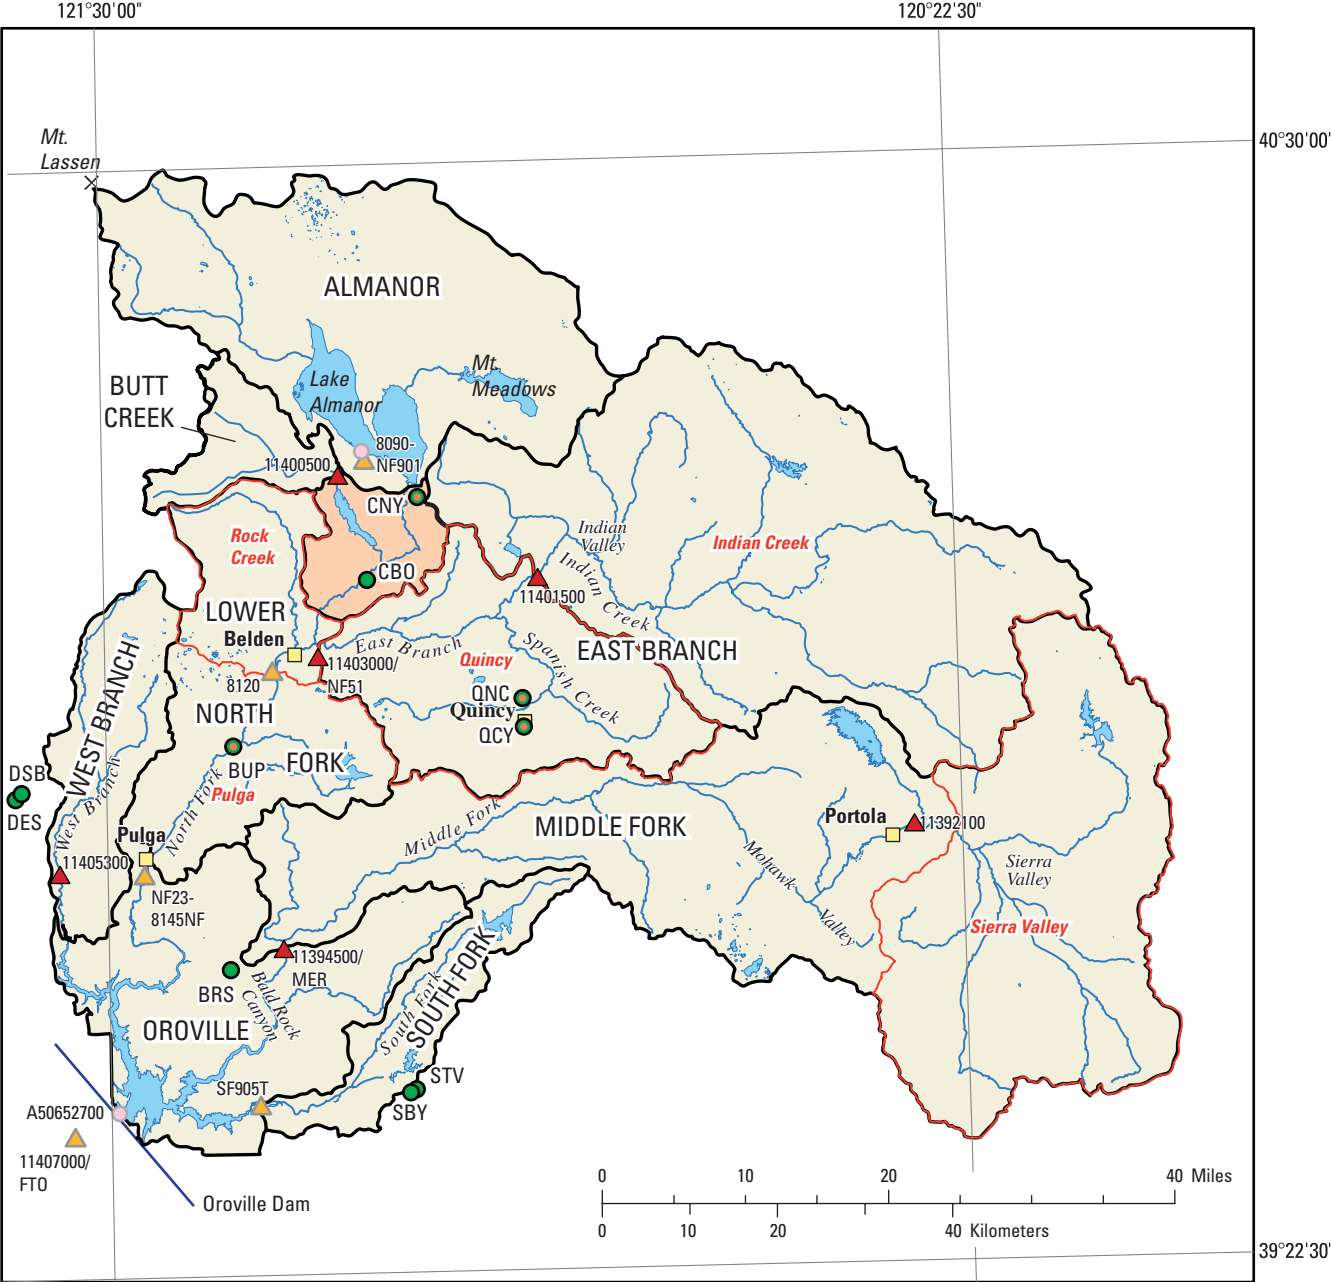 121°30'00"
120°22'30"
Mt.
Lassen
40°30'00'
ALMANOR
Mt.
Meadows
Lake
Almanor
BUTT
CREEK
8090-
NF901
11400500
CNY
Rock
Creek
Indian
Valley
Indian Creek
CBO
Indian Creek
11401500
LOWER
Belden
East Branch
EAST BRANCH
Quincy
Spanish Creek
11403000/
NF51
8120
QNC
Quincy
QCY
NORTH
FORK
WEST BRANCH
West Branch
BUP
Pulga
North Fork
DSB
DES
Pulga
Middle Fork
MIDDLE FORK
Portola
11392100
Mohawk
Valley
Sierra
Valley
Sierra Valley
11405300
NF23-
8145NF
11394500/
MER
BRS
Bald Rock
Canyon
South Fork
SOUTH FORK
OROVILLE
SF905T
STV
SBY
A50652700
11407000/
FTO
Oroville Dam
0 10 20 40 Miles
0 10 20 40 Kilometers
39°22'30'